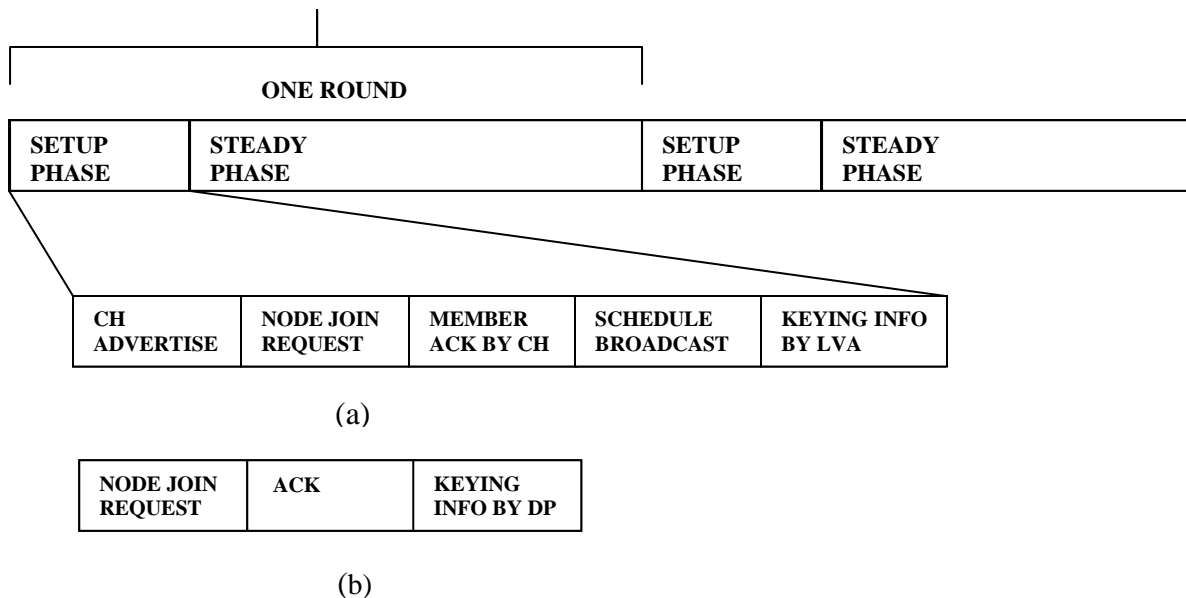 ONE ROUND
SETUP PHASE
STEADY PHASE
SETUP PHASE
STEADY PHASE
CH ADVERTISE
NODE JOIN REQUEST
MEMBER ACK BY CH
SCHEDULE BROADCAST
KEYING INFO BY LVA
(a)
NODE JOIN REQUEST
ACK
KEYING INFO BY DP
(b)